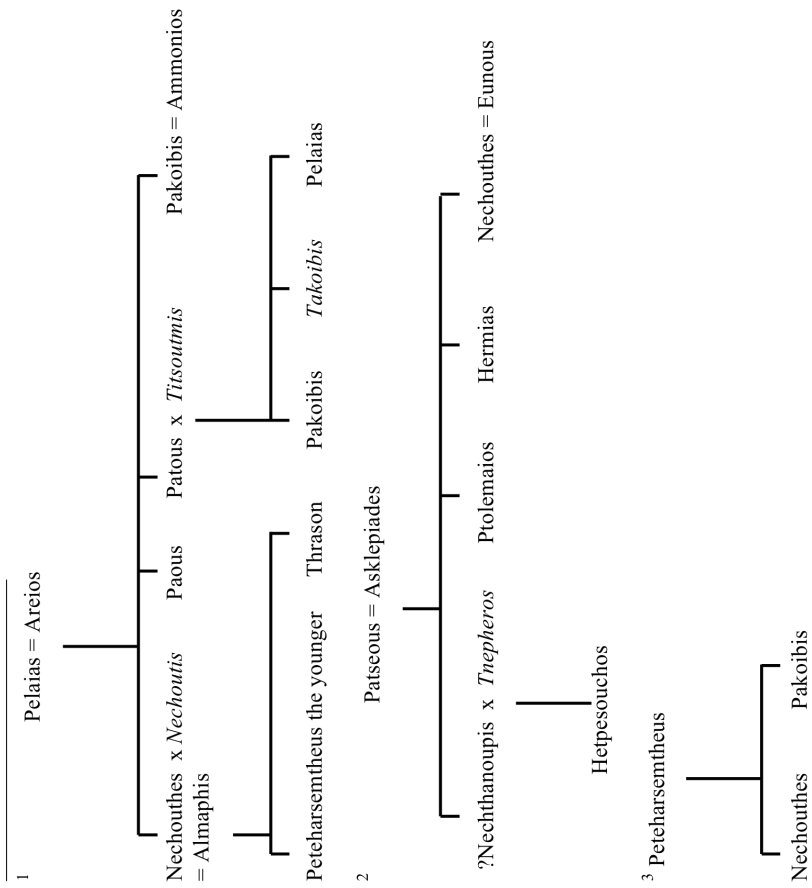 1
Pelaias = Areios
Nechouthes x Nechoutis Paous Patous x Titsoutmis Pakoibis = Ammonios
= Almaphis
Peteharsemtheus the younger Thrason Pakoibis Takoibis Pelaias
2
Patseous = Asklepiades
?Nechthanoupis x Tnepheros Ptolemaios Hermias Nechouthes = Eunous
Hetpesouchos
3 Peteharsemtheus
Nechouthes Pakoibis